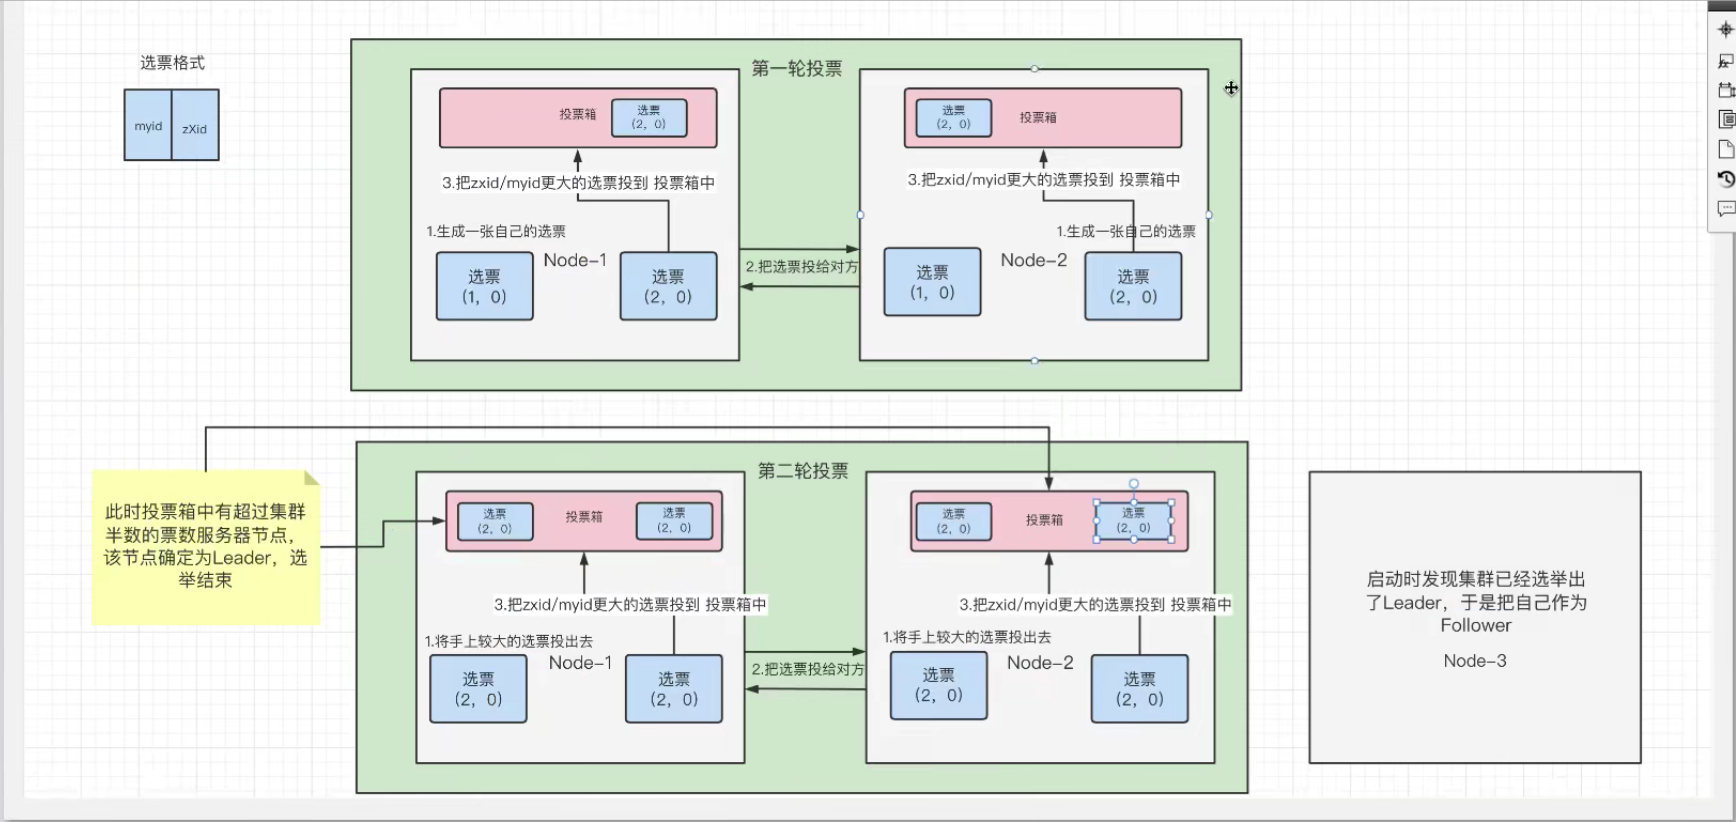 选票格式
myid
zXid
第一轮投票
投票箱
选票
(2, 0)
3.把zxid/myid更大的选票投到 投票箱中
1.生成一张自己的选票
Node-1
选票
(1, 0)
选票
(2, 0)
2.把选票投给对方
选票
(2, 0)
投票箱
3.把zxid/myid更大的选票投到 投票箱中
1.生成一张自己的选票
Node-2
选票
(1, 0)
选票
(2, 0)
此时投票箱中有超过集群
半数的票数服务器节点，
该节点确定为Leader，选
举结束
第二轮投票
选票
(2, 0)
投票箱
选票
(2, 0)
3.把zxid/myid更大的选票投到 投票箱中
1.将手上较大的选票投出去
Node-1
选票
(2, 0)
选票
(2, 0)
2.把选票投给对方
选票
(2, 0)
投票箱
选票
(2, 0)
3.把zxid/myid更大的选票投到 投票箱中
1.将手上较大的选票投出去
Node-2
选票
(2, 0)
选票
(2, 0)
启动时发现集群已经选举出
了Leader，于是把自己作为
Follower
Node-3